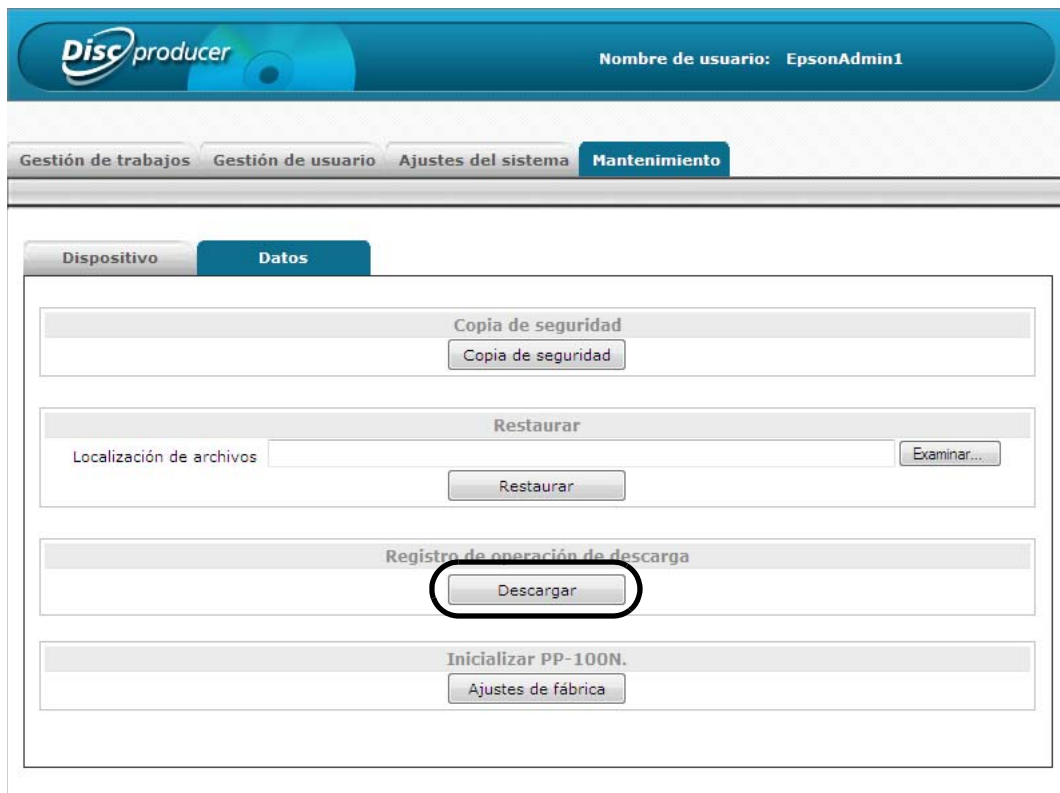 Disc producer
Nombre de usuario: EpsonAdmin1
Gestión de trabajos Gestión de usuario Ajustes del sistema Mantenimiento
Dispositivo Datos
Copia de seguridad
Copia de seguridad
Restaurar
Localización de archivos Examinar...
Restaurar
Registro de operación de descarga
Descargar
Inicializar PP-100N.
Ajustes de fábrica